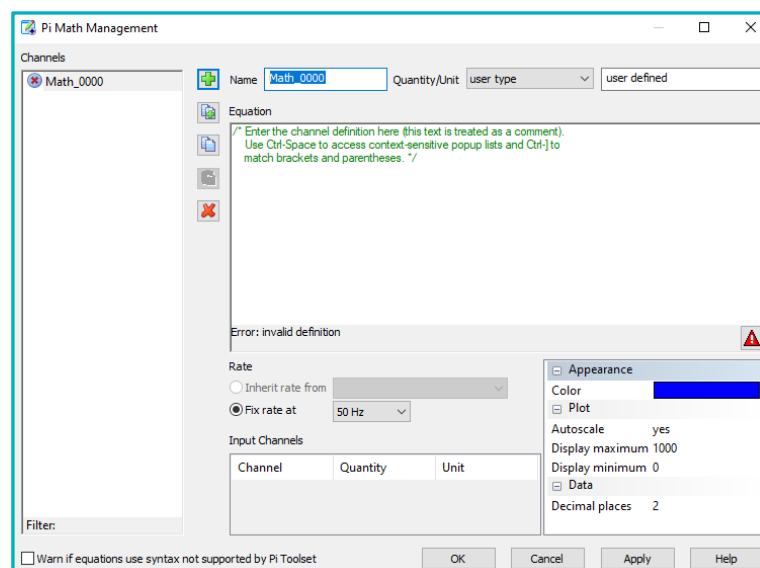 Pi Math Management
Channels
Math_0000
Name Math_0000 Quantity/Unit user type user defined
Equation
/* Enter the channel definition here (this text is treated as a comment).
Use Ctrl-Space to access context-sensitive popup lists and Ctrl-] to
match brackets and parentheses. */
Error: invalid definition
Rate
Inherit rate from
Fix rate at 50 Hz
Input Channels
Channel Quantity Unit
Appearance
Color
Plot
Autoscale yes
Display maximum 1000
Display minimum 0
Data
Decimal places 2
Filter:
Warn if equations use syntax not supported by Pi Toolset
OK Cancel Apply Help